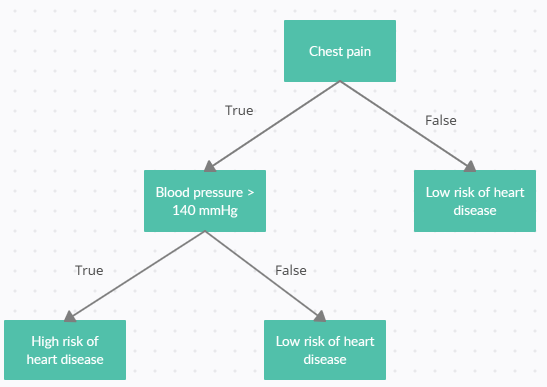 Chest pain
True
False
Blood pressure >
140 mmHg
Low risk of heart
disease
True
False
High risk of
heart disease
Low risk of heart
disease